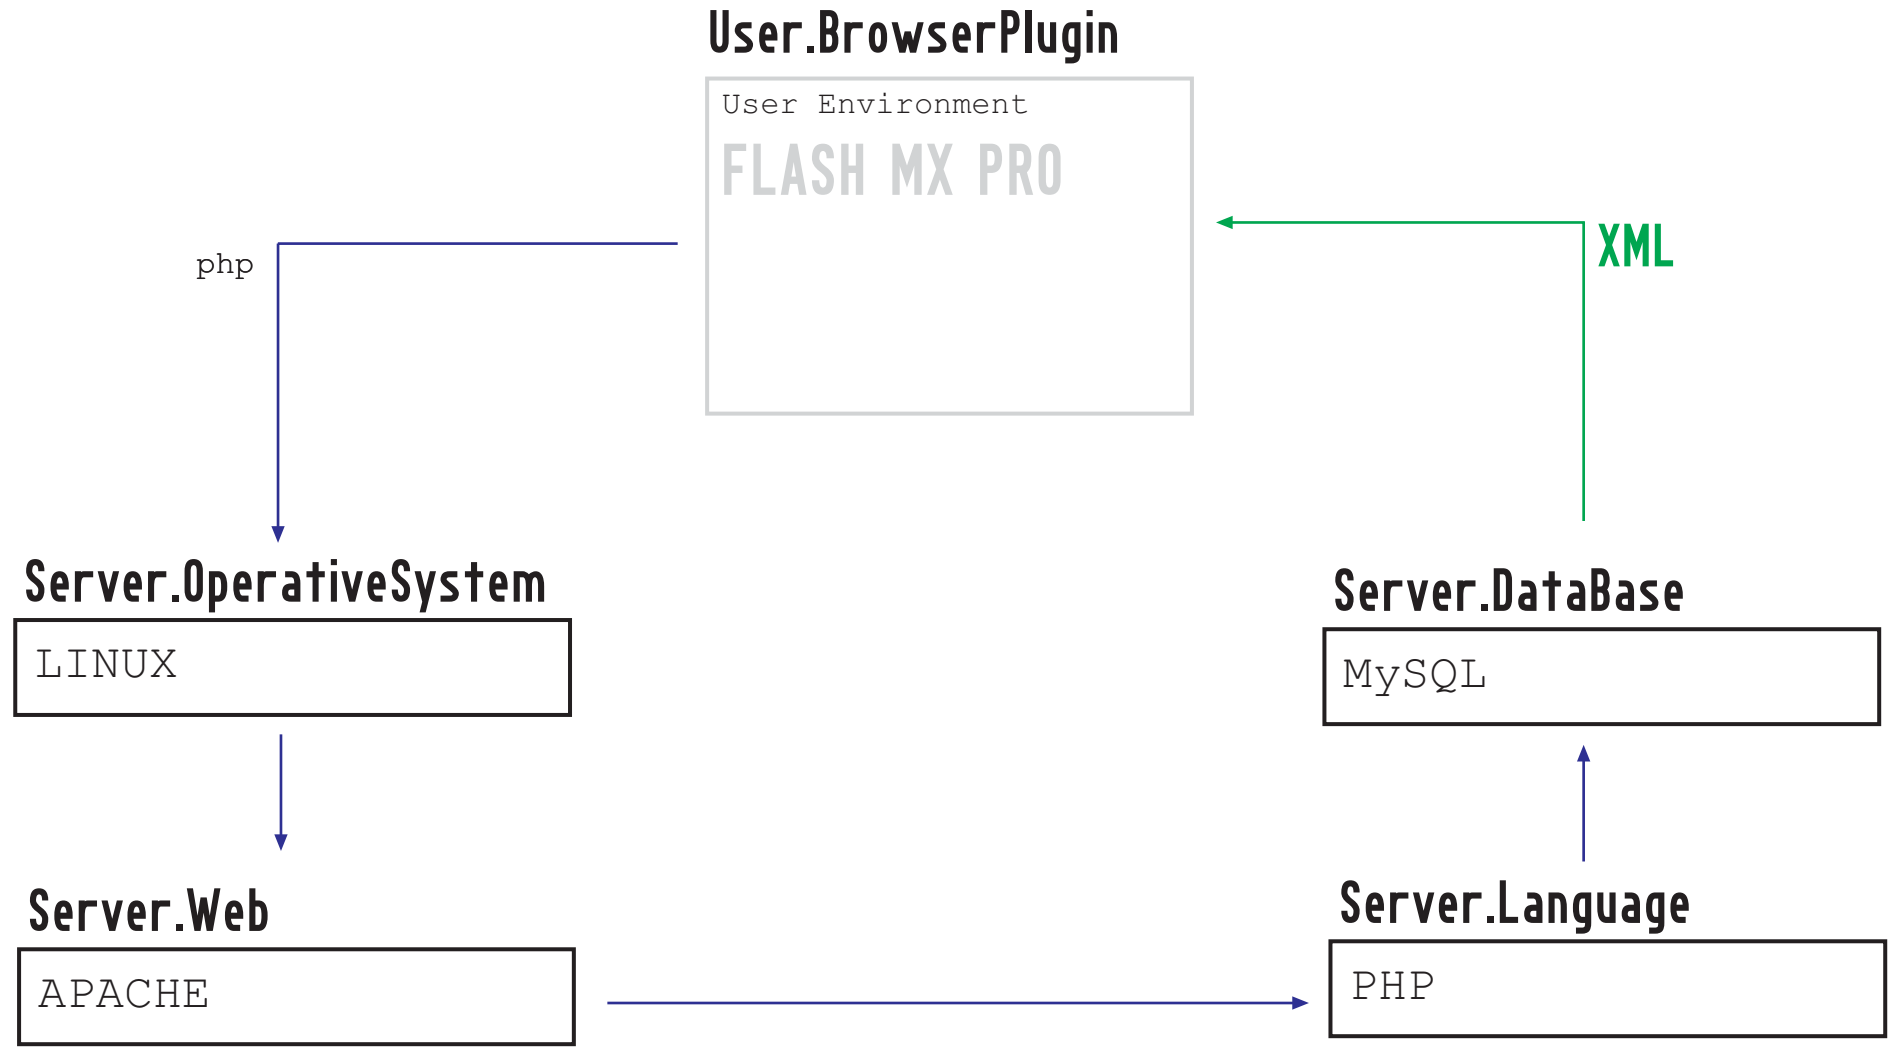 User.BrowserPlugin
User Environment
FLASH MX PRO
php
XML
Server.OperativeSystem
LINUX
Server.DataBase
MySQL
Server.Web
APACHE
Server.Language
PHP